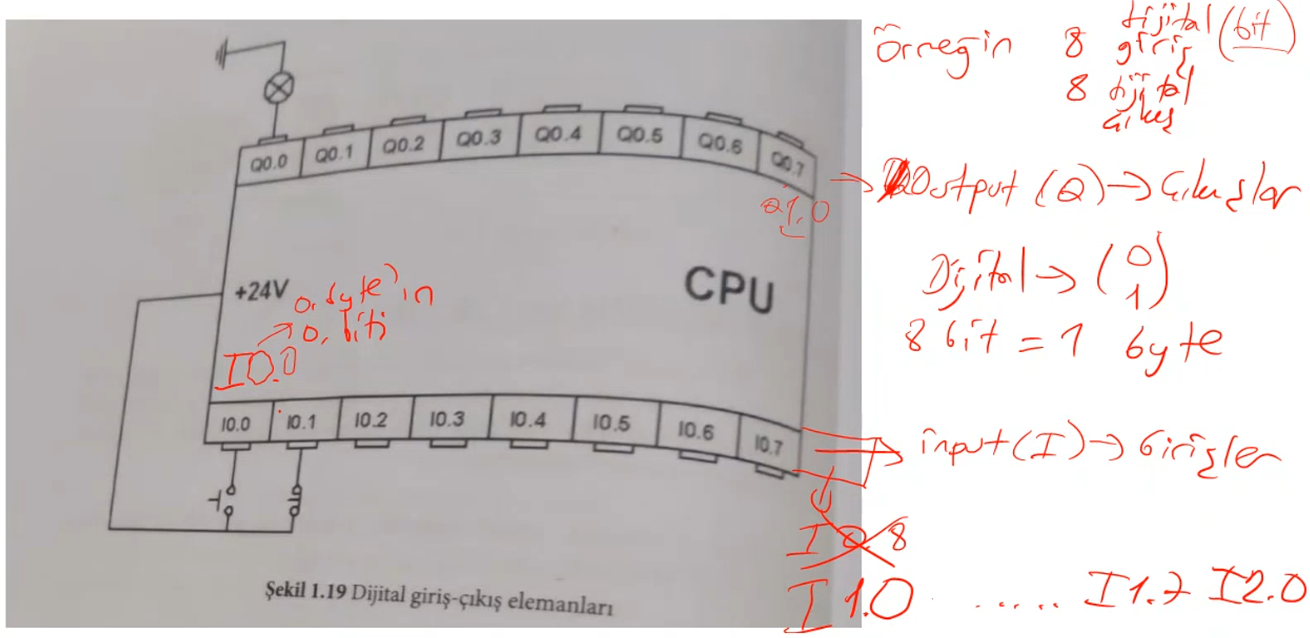 Örneğin 8 dijital giriş (bit)
8 dijital çıkış
Q0.0 Q0.1 Q0.2 Q0.3 Q0.4 Q0.5 Q0.6 Q0.7
Output (Q) → Çıkışlar
Q1.0
Dijital → (0 1)
8 bit = 1 byte
+24V
CPU
0. byte'in
0. biti
I0.0
I0.0 I0.1 I0.2 I0.3 I0.4 I0.5 I0.6 I0.7
input (I) → Girişler
I0.8
I1.0 ...... I1.7 I2.0
Şekil 1.19 Dijital giriş-çıkış elemanları